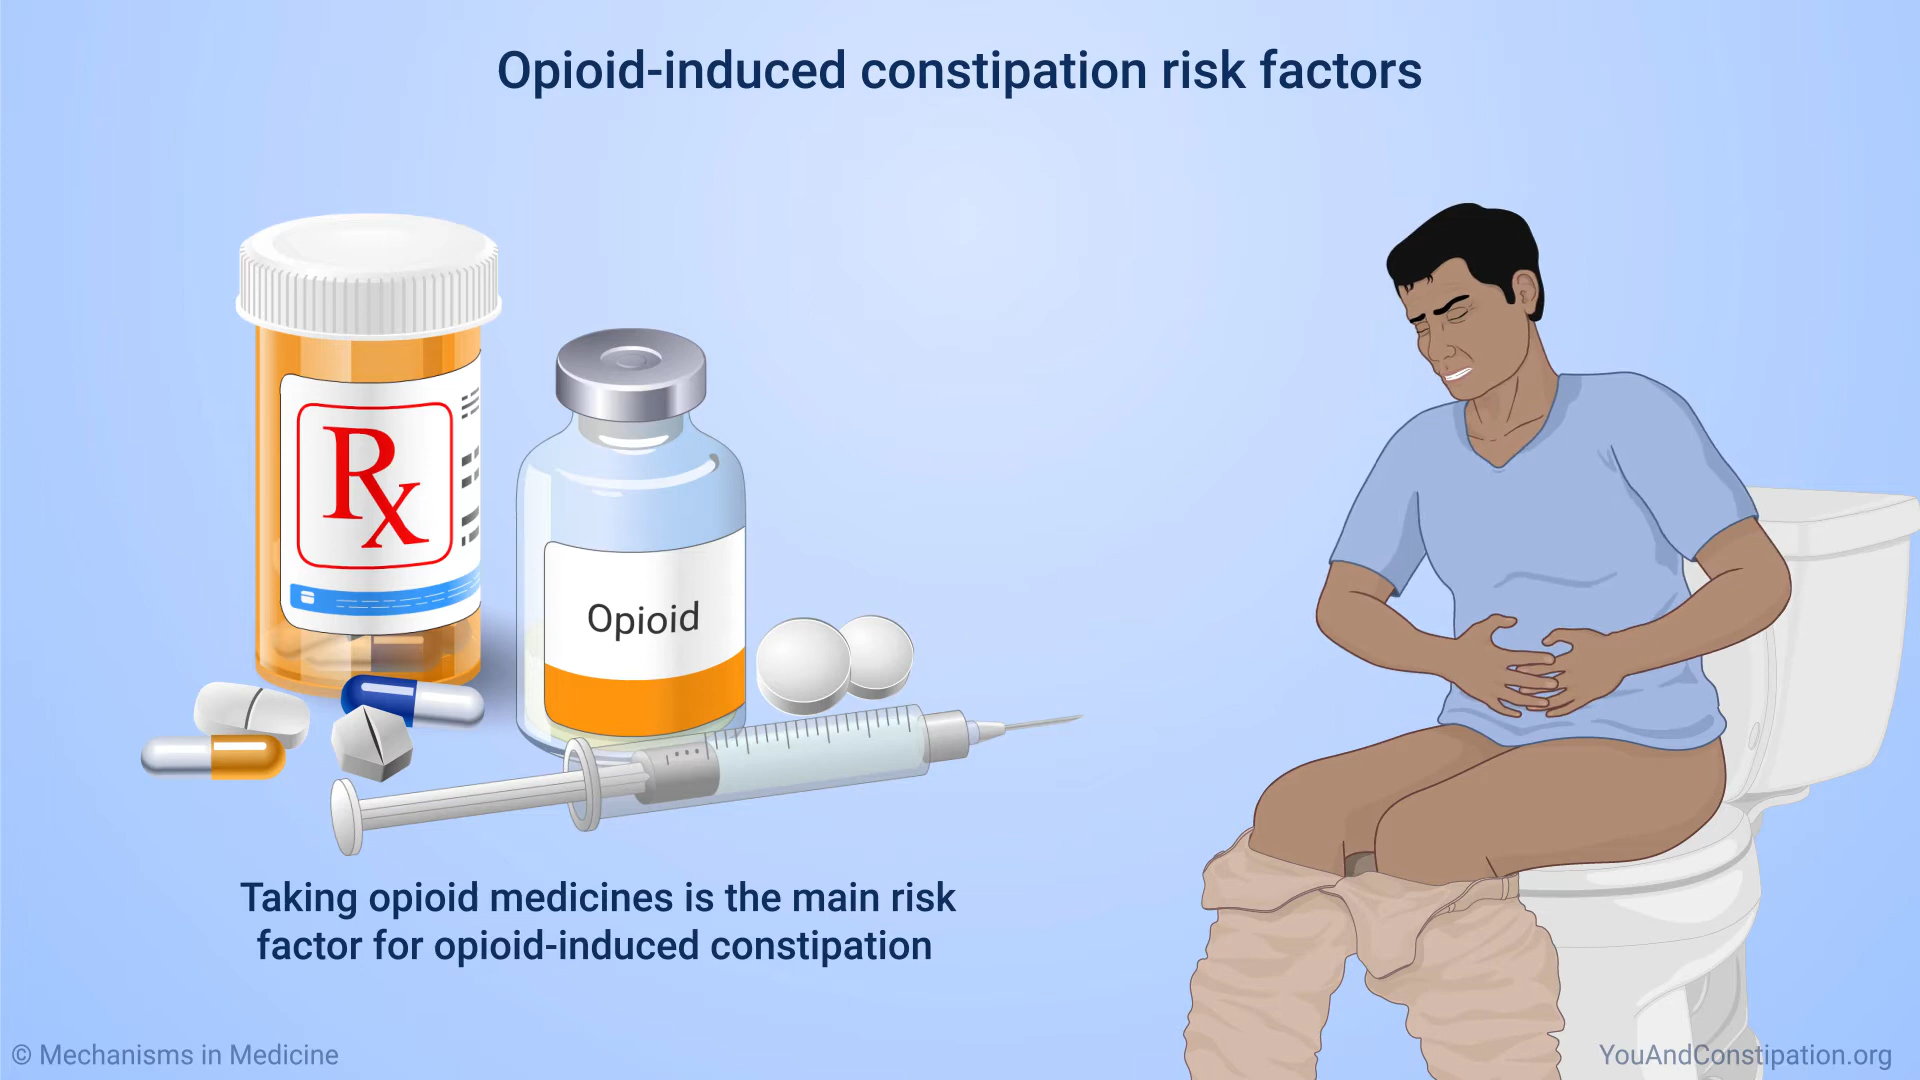 Opioid-induced constipation risk factors
Rx
Opioid
Taking opioid medicines is the main risk
factor for opioid-induced constipation
© Mechanisms in Medicine
YouAndConstipation.org